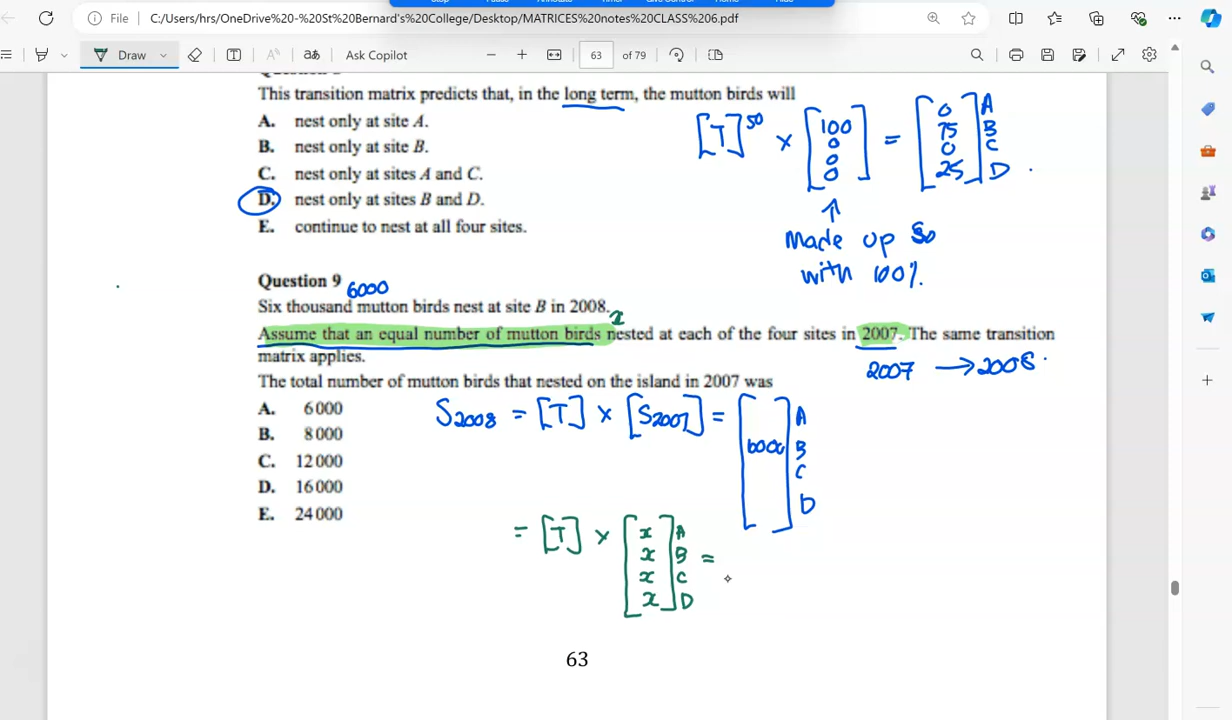 File C:/Users/hrs/OneDrive%20-%20St%20Bernard's%20College/Desktop/MATRICES%20notes%20CLASS%206.pdf
Draw
Ask Copilot
63 of 79
This transition matrix predicts that, in the long term, the mutton birds will
A. nest only at site A.
B. nest only at site B.
C. nest only at sites A and C.
D. nest only at sites B and D.
E. continue to nest at all four sites.
[T]^50 × [100 0 0 0] = [0 75 0 25] A B C D
Made up so
with 100%.
Question 9
6000
Six thousand mutton birds nest at site B in 2008.
x
Assume that an equal number of mutton birds nested at each of the four sites in 2007. The same transition
matrix applies.
2007 → 2008
The total number of mutton birds that nested on the island in 2007 was
A. 6 000
B. 8 000
C. 12 000
D. 16 000
E. 24 000
S2008 = [T] × [S2007] = [6000] A B C D
= [T] × [x x x x] A B C D =
63